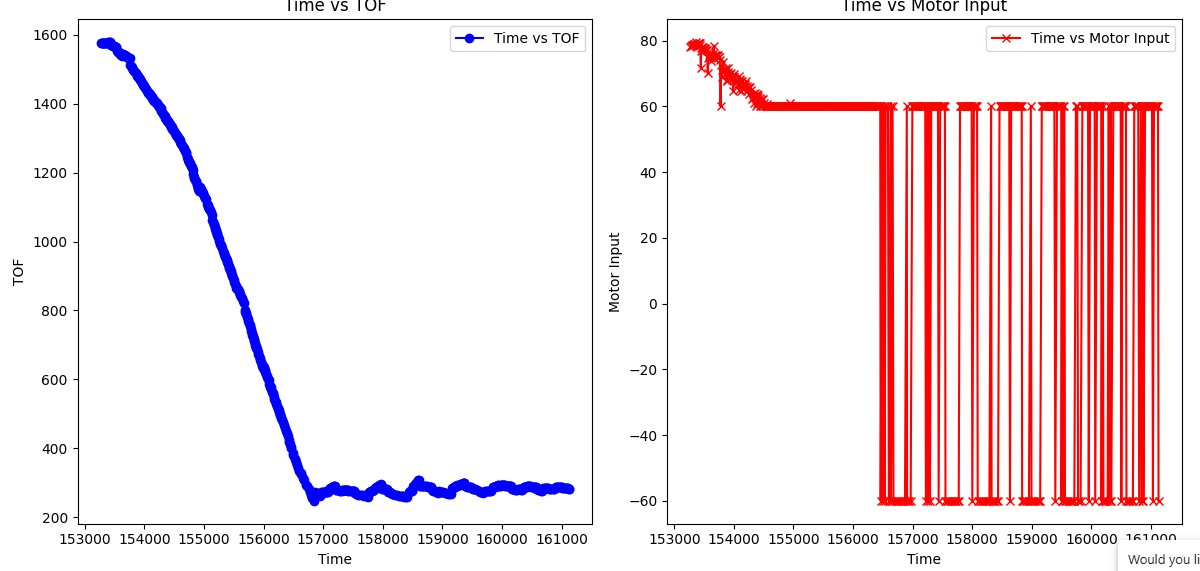 Time vs TOF
Time vs TOF
1600
1400
1200
1000
800
600
400
200
TOF
153000 154000 155000 156000 157000 158000 159000 160000 161000
Time
Time vs Motor Input
Time vs Motor Input
80
60
40
20
0
−20
−40
−60
Motor Input
153000 154000 155000 156000 157000 158000 159000 160000 161000
Time
Would you li